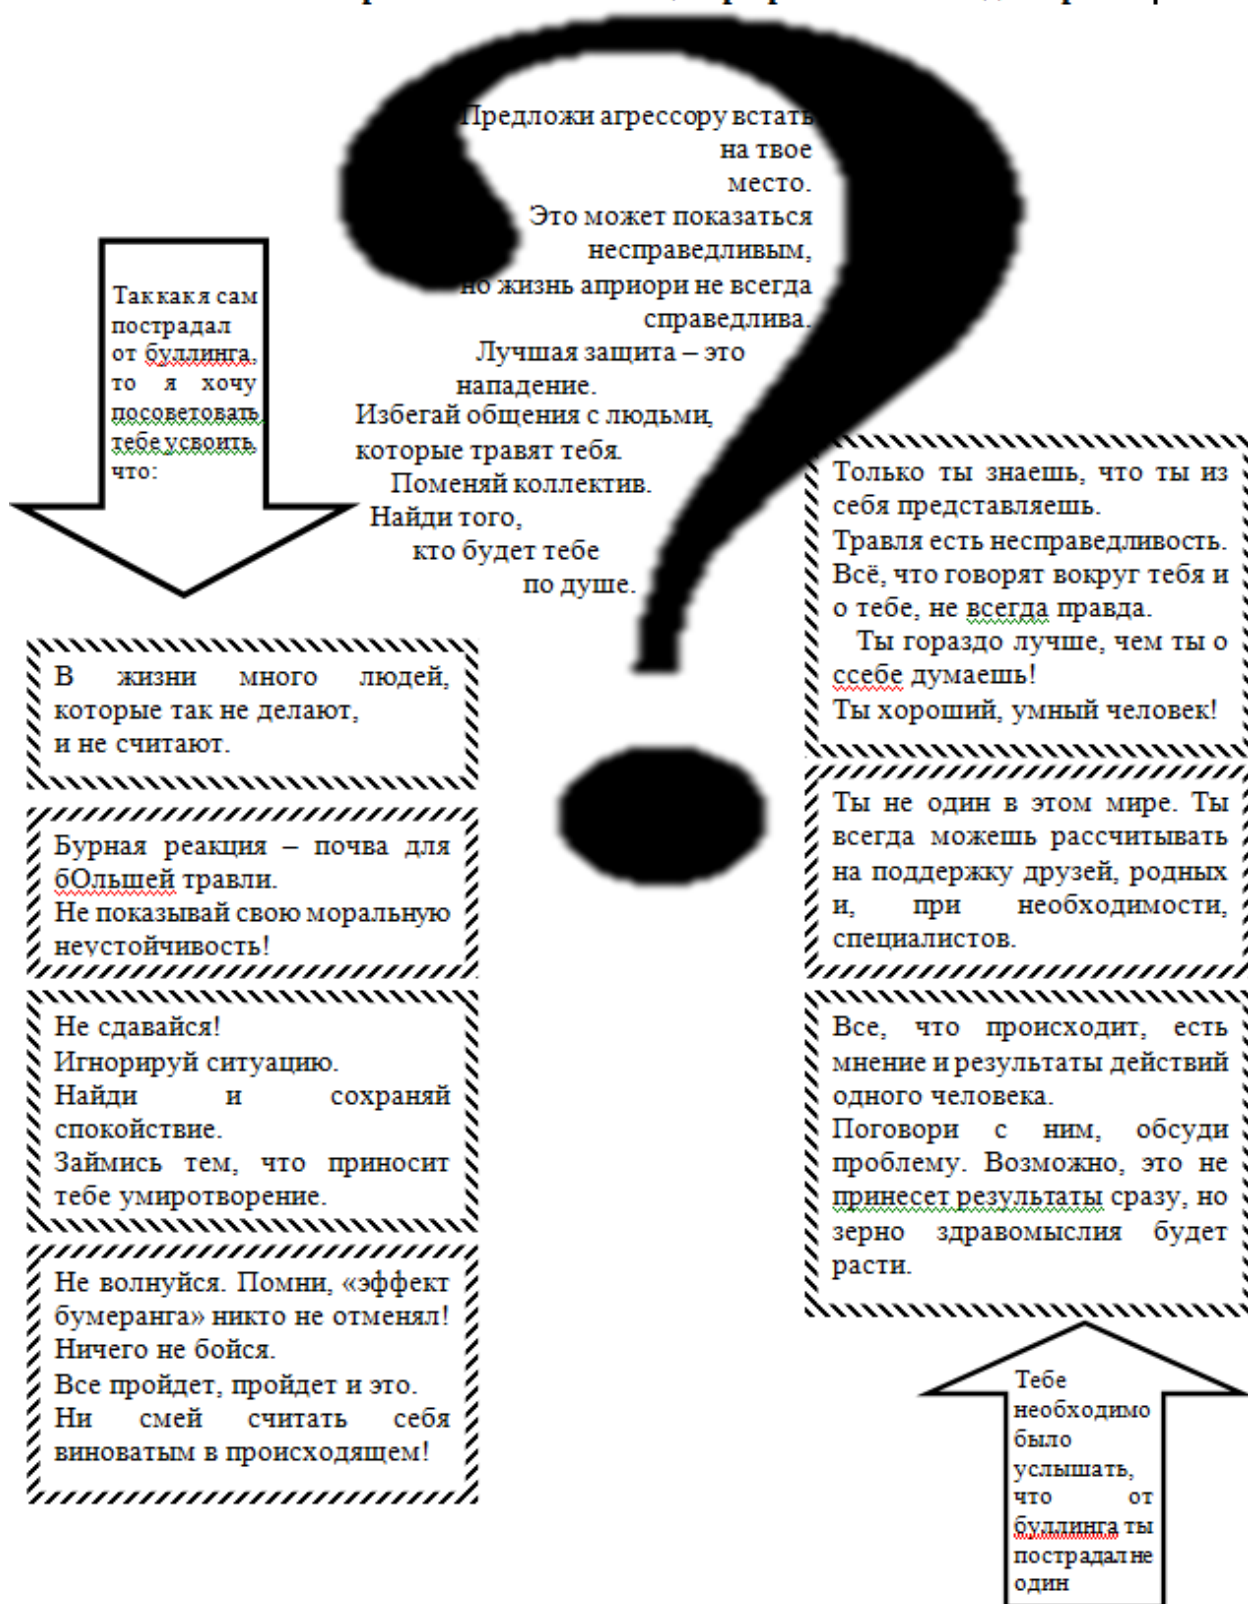 Предложи агрессору встать
на твое
место.
Это может показаться
несправедливым,
но жизнь априори не всегда
справедлива.
Лучшая защита – это
нападение.
Избегай общения с людьми,
которые травят тебя.
Поменяй коллектив.
Найди того,
кто будет тебе
по душе.
Так как я сам
пострадал
от буллинга,
то я хочу
посоветовать
тебе усвоить,
что:
В жизни много людей,
которые так не делают,
и не считают.
Бурная реакция – почва для
бОльшей травли.
Не показывай свою моральную
неустойчивость!
Не сдавайся!
Игнорируй ситуацию.
Найди и сохраняй
спокойствие.
Займись тем, что приносит
тебе умиротворение.
Не волнуйся. Помни, «эффект
бумеранга» никто не отменял!
Ничего не бойся.
Все пройдет, пройдет и это.
Ни смей считать себя
виноватым в происходящем!
Только ты знаешь, что ты из
себя представляешь.
Травля есть несправедливость.
Всё, что говорят вокруг тебя и
о тебе, не всегда правда.
Ты гораздо лучше, чем ты о
ссебе думаешь!
Ты хороший, умный человек!
Ты не один в этом мире. Ты
всегда можешь рассчитывать
на поддержку друзей, родных
и, при необходимости,
специалистов.
Все, что происходит, есть
мнение и результаты действий
одного человека.
Поговори с ним, обсуди
проблему. Возможно, это не
принесет результаты сразу, но
зерно здравомыслия будет
расти.
Тебе
необходимо
было
услышать,
что от
буллинга ты
пострадал не
один